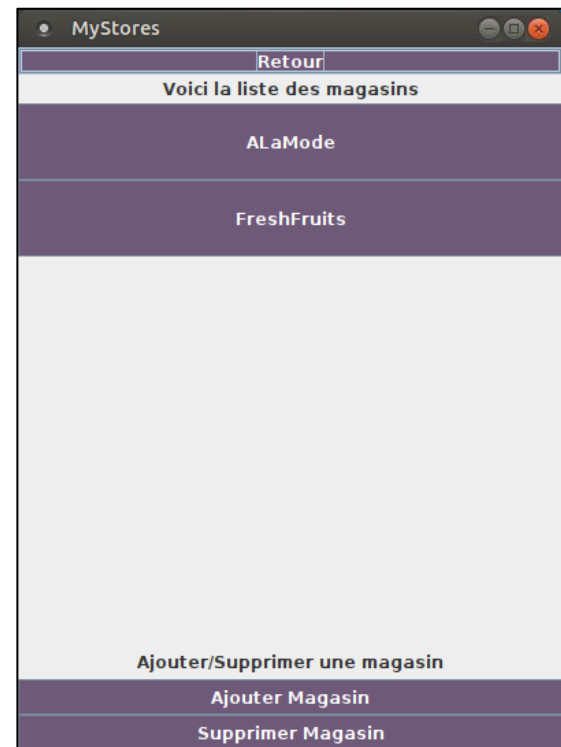 MyStores
Retour
Voici la liste des magasins
ALaMode
FreshFruits
Ajouter/Supprimer une magasin
Ajouter Magasin
Supprimer Magasin